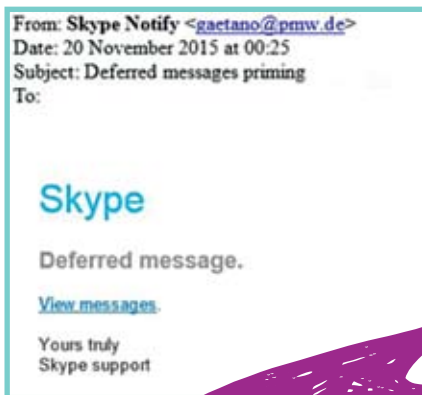 From: Skype Notify <gaetano@pmw.de>
Date: 20 November 2015 at 00:25
Subject: Deferred messages priming
To:
Skype
Deferred message.
View messages.
Yours truly
Skype support